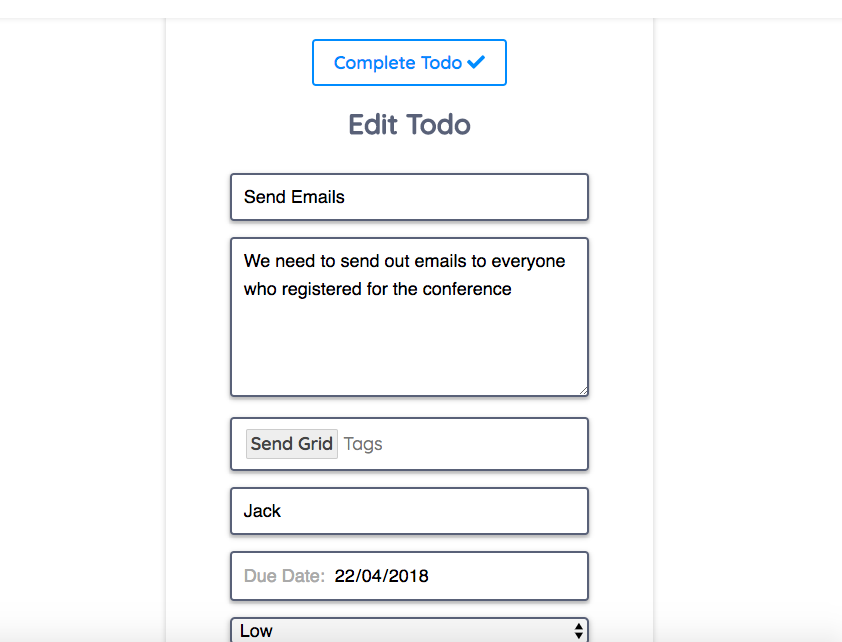 Complete Todo
Edit Todo
Send Emails
We need to send out emails to everyone
who registered for the conference
Send Grid Tags
Jack
Due Date: 22/04/2018
Low